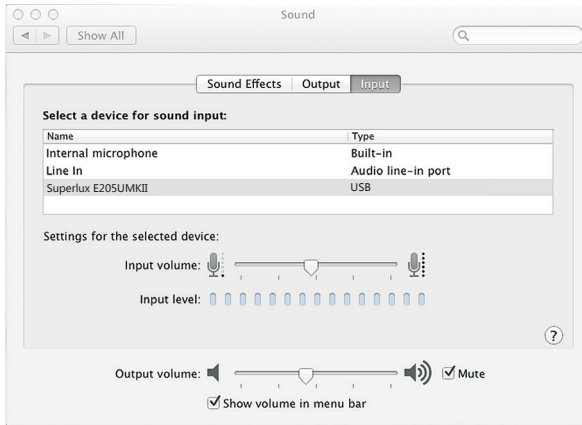 Sound
Show All
Sound Effects Output Input
Select a device for sound input:
Name Type
Internal microphone Built-in
Line In Audio line-in port
Superlux E205UMKII USB
Settings for the selected device:
Input volume:
Input level:
?
Output volume: Mute
Show volume in menu bar